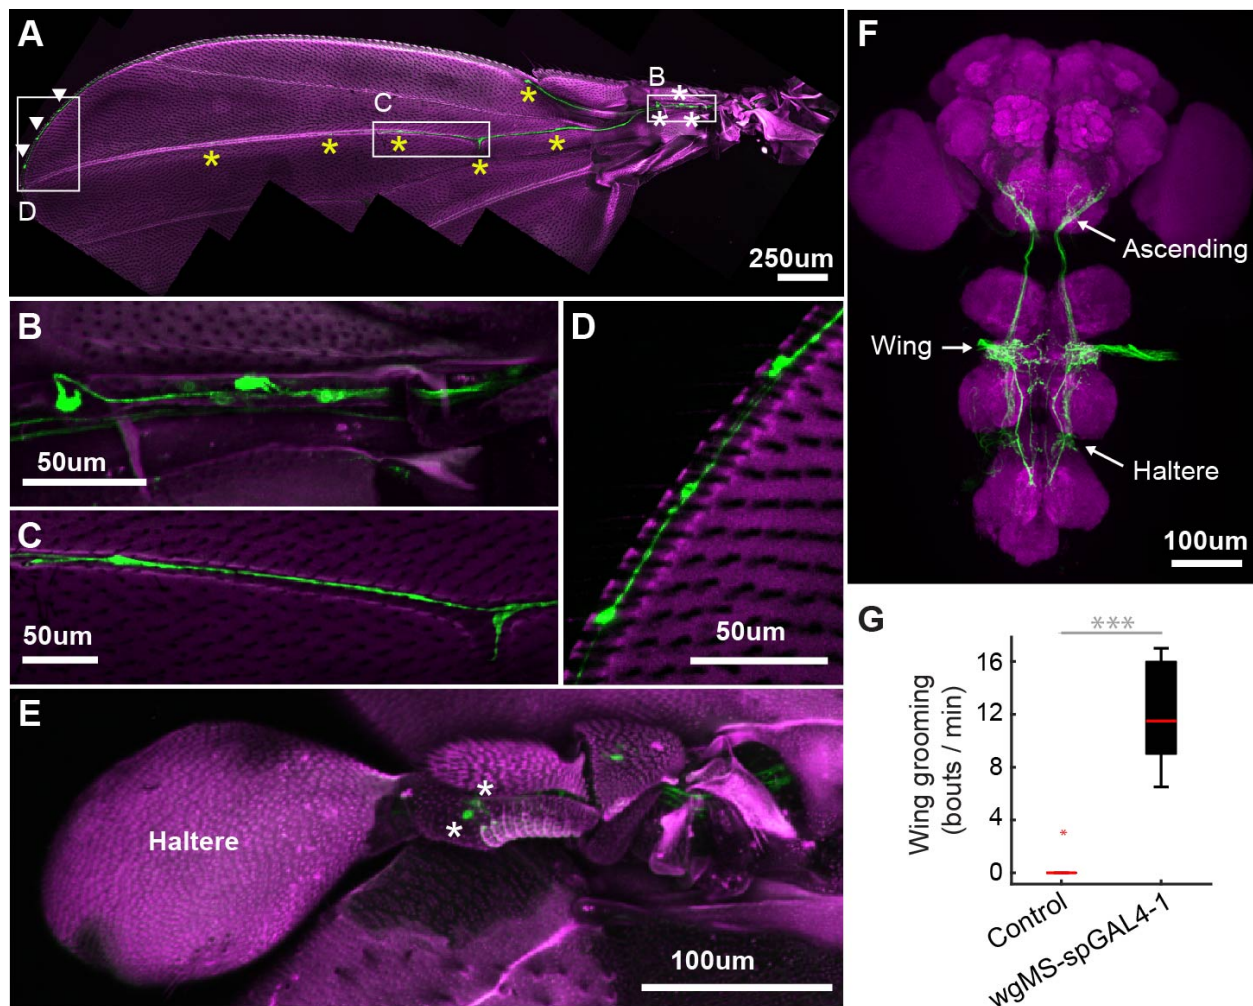 A
B
C
D
250um
B
50um
C
50um
D
50um
E
Haltere
100um
F
Ascending
Wing
Haltere
100um
G
***
Wing grooming
(bouts / min)
16
12
8
4
0
*
Control
wgMS-spGAL4-1